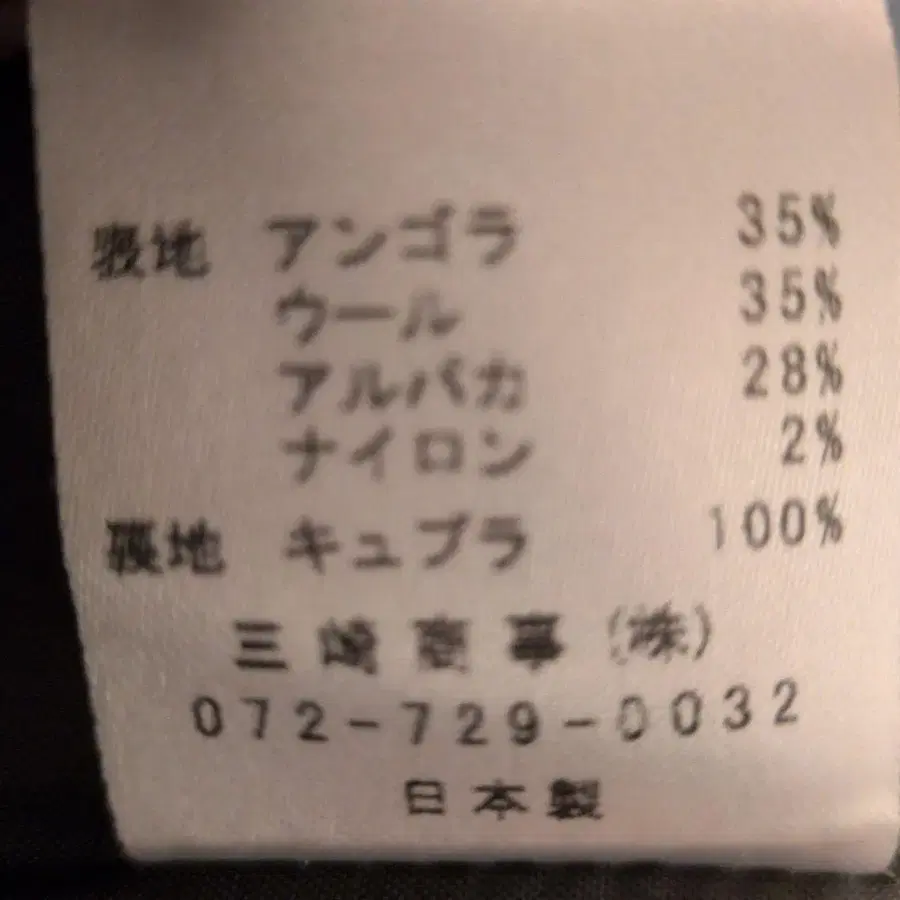 表地 アンゴラ 35%
ウール 35%
アルパカ 28%
ナイロン 2%
裏地 キュプラ 100%
三崎商事(株)
072-729-0032
日本製